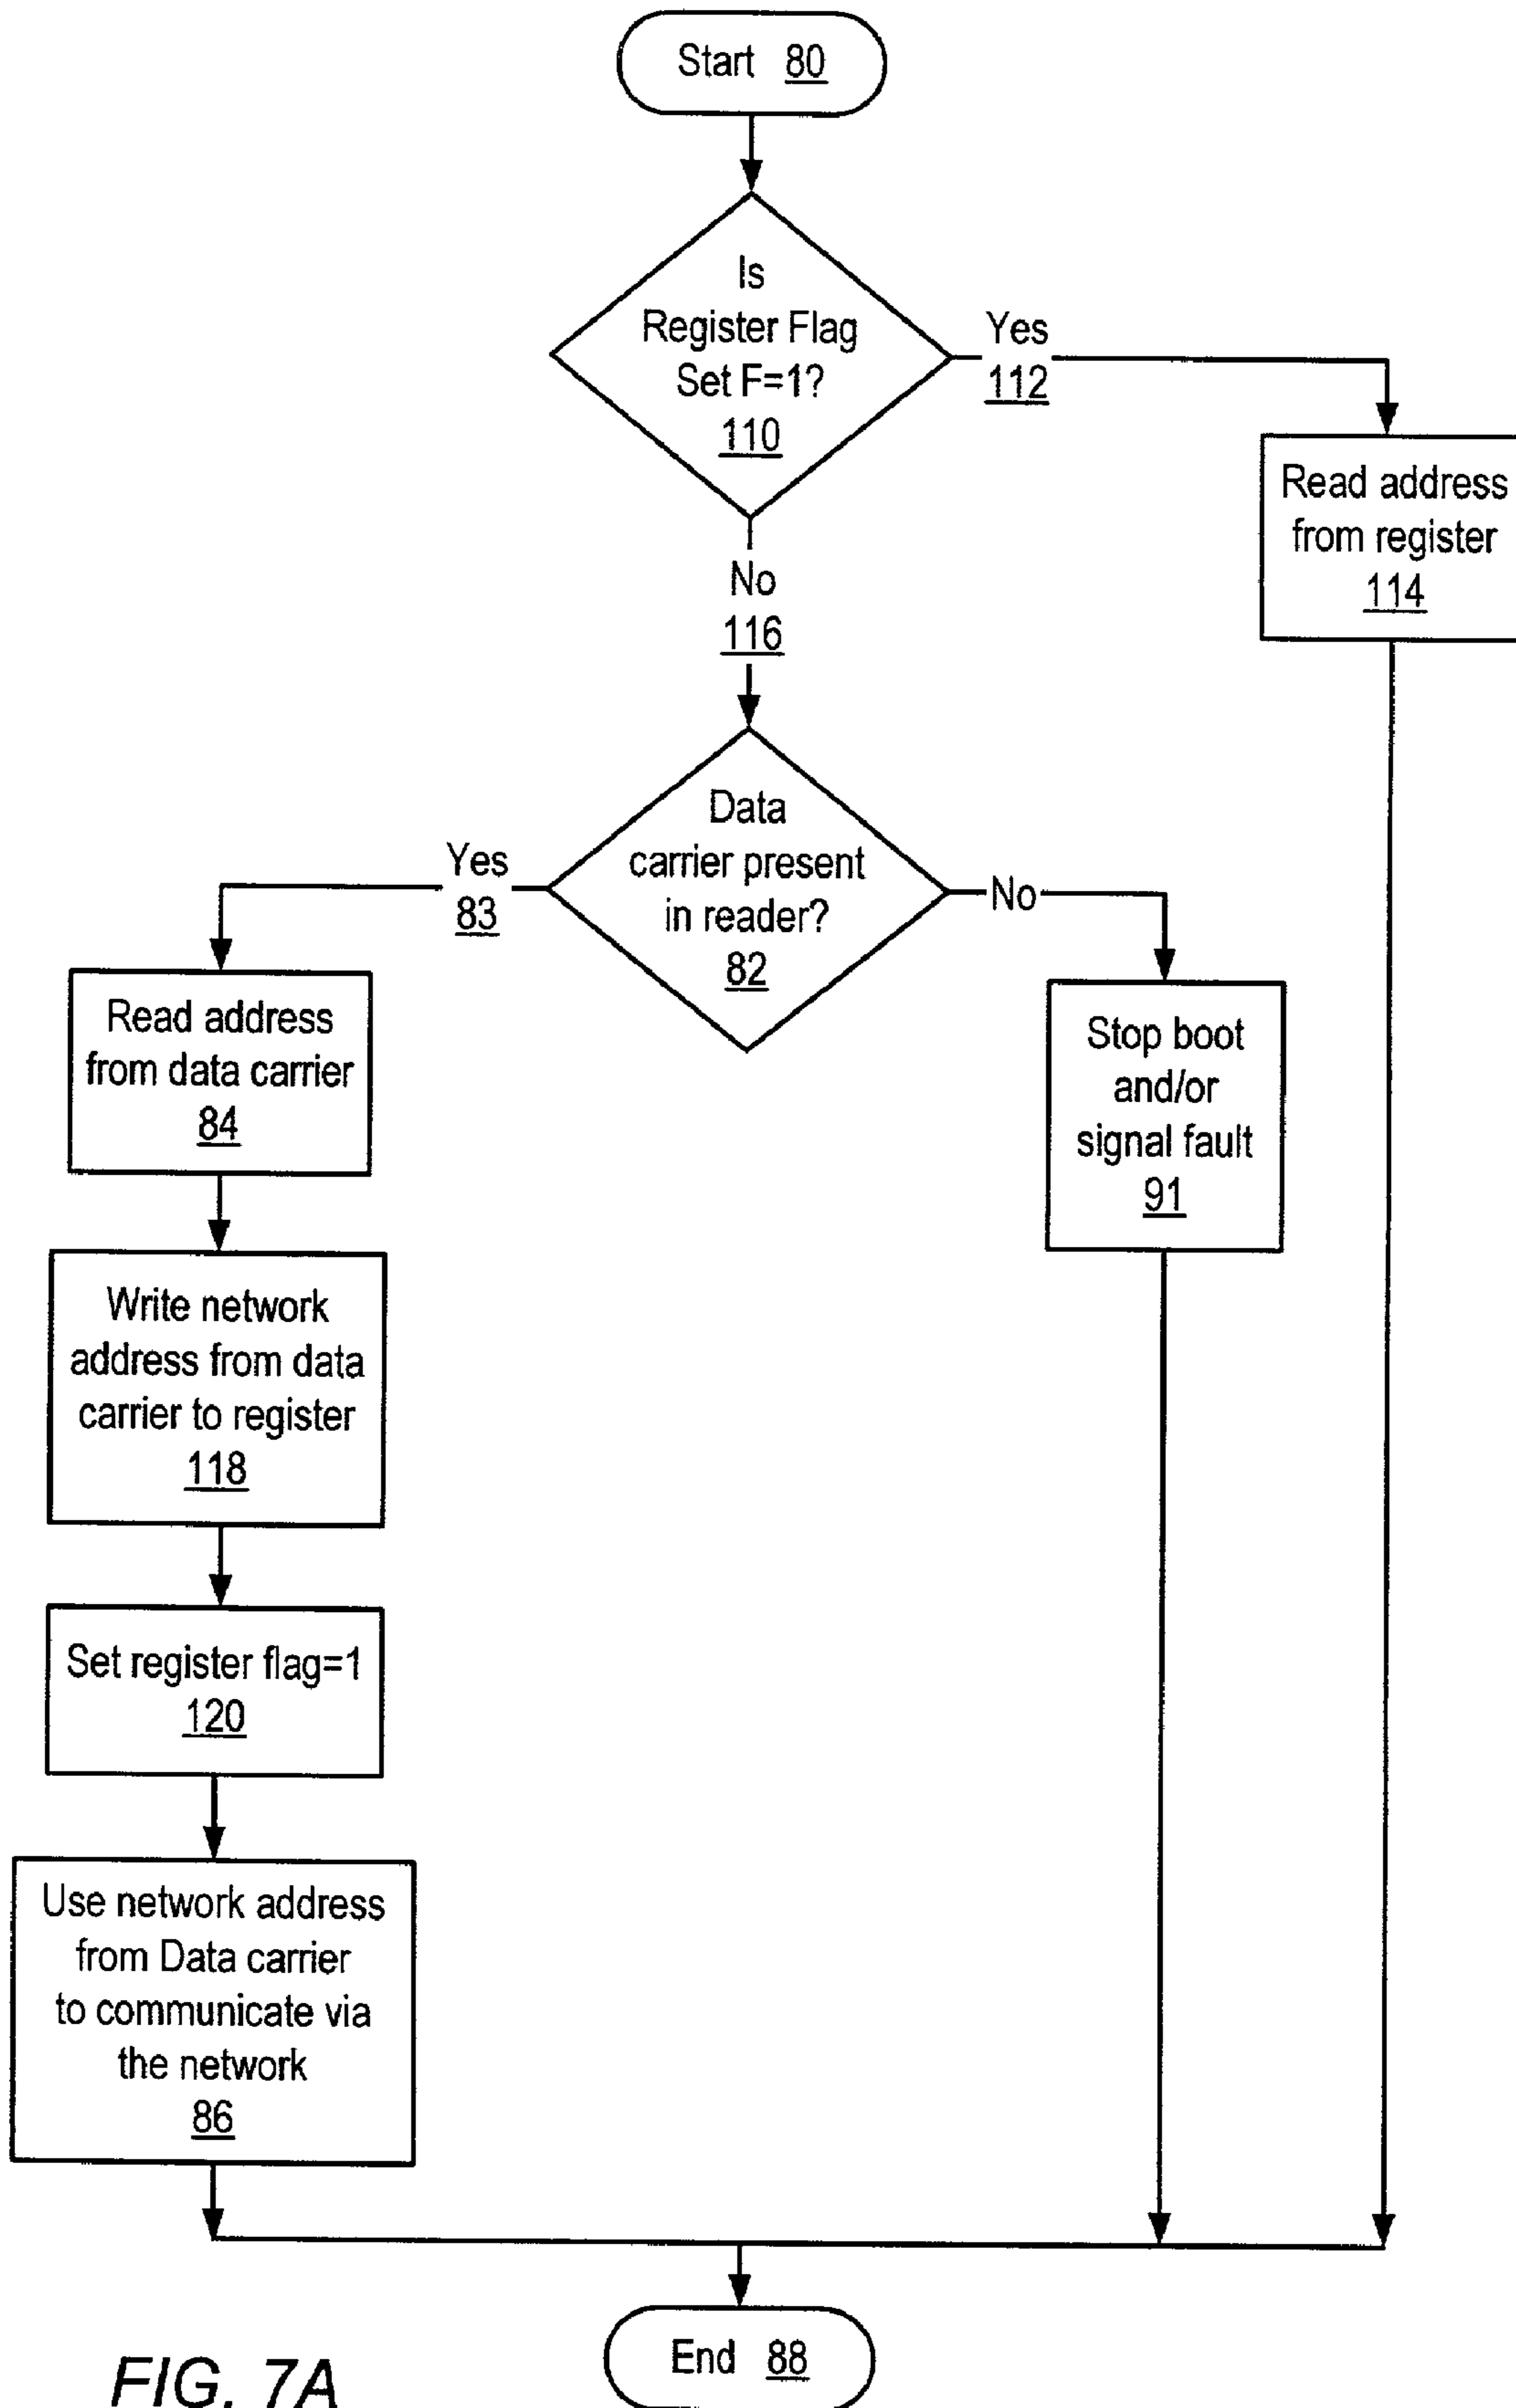 Start 80
Is
Register Flag
Set F=1?
110
Yes
112
Read address
from register
114
No
116
Data
carrier present
in reader?
82
Yes
83
No
Read address
from data carrier
84
Stop boot
and/or
signal fault
91
Write network
address from data
carrier to register
118
Set register flag=1
120
Use network address
from Data carrier
to communicate via
the network
86
End 88
FIG. 7A